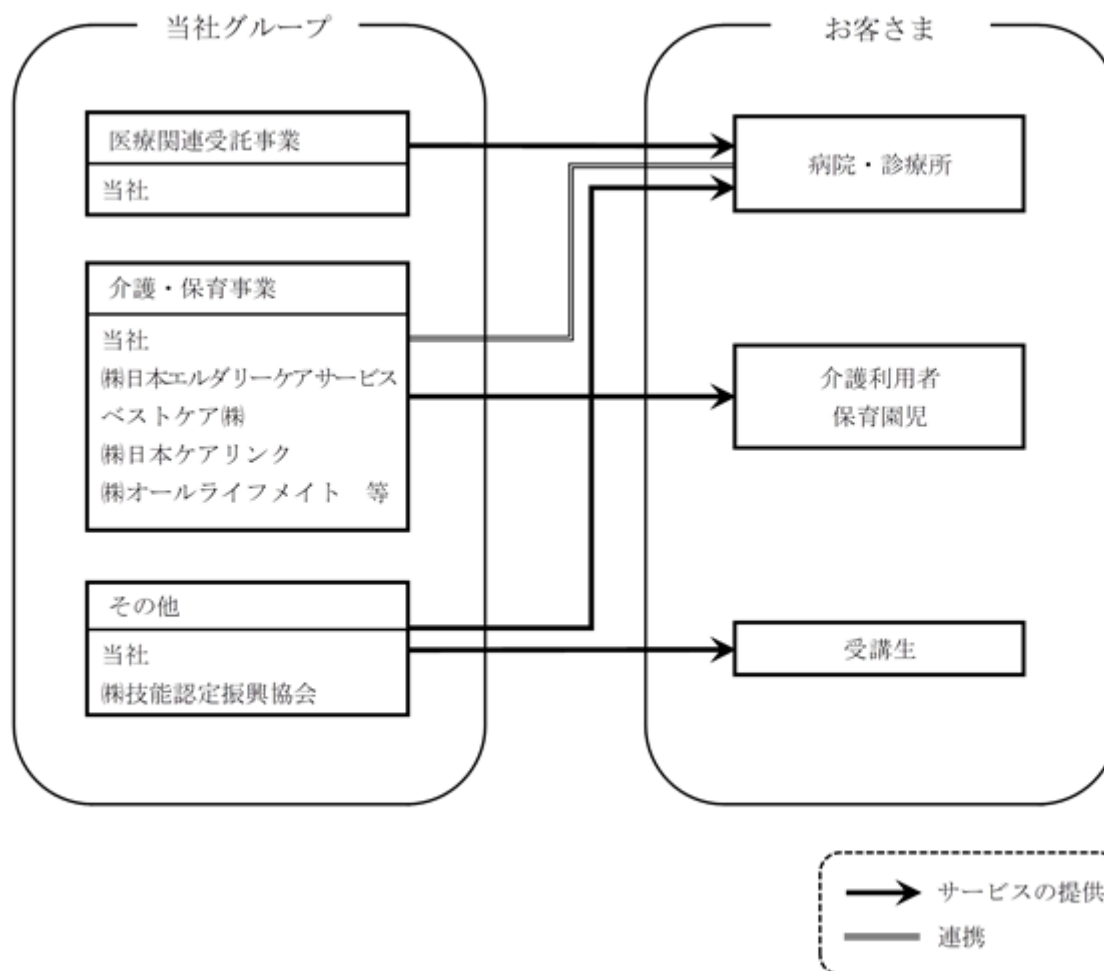 当社グループ
お客さま
医療関連受託事業
当社
病院・診療所
介護・保育事業
当社
㈱日本エルダリーケアサービス
ベストケア㈱
㈱日本ケアリンク
㈱オールライフメイト 等
介護利用者
保育園児
その他
当社
㈱技能認定振興協会
受講生
サービスの提供
連携